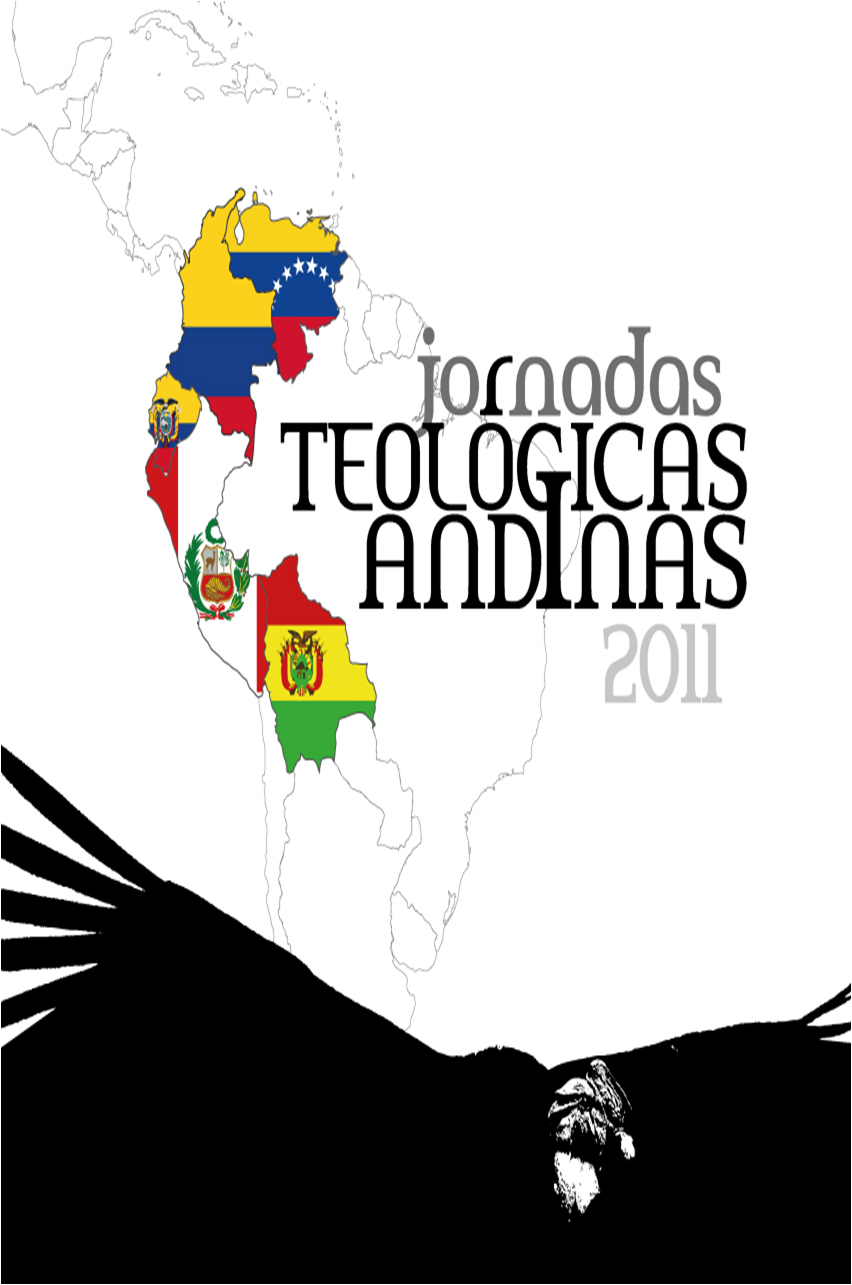 jornadas
TEOLOGICAS
ANDINAS
2011